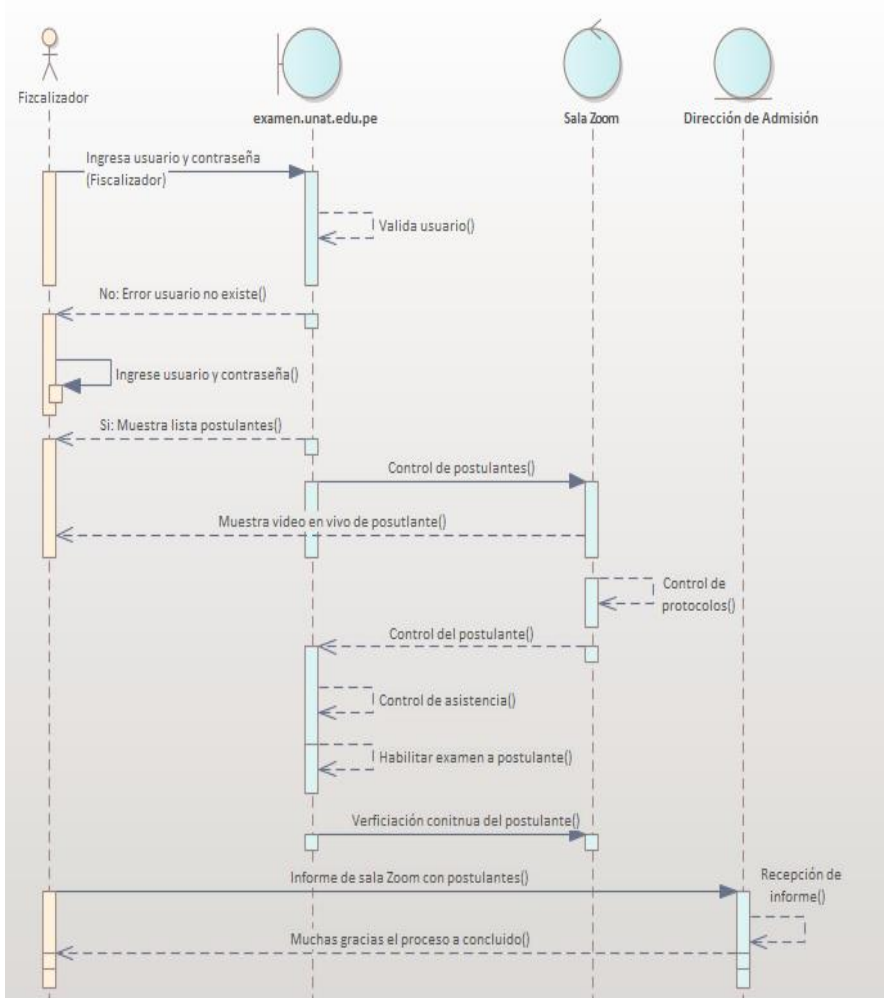 Fizcalizador
examen.unat.edu.pe
Sala Zoom
Dirección de Admisión
Ingresa usuario y contraseña
(Fiscalizador)
Valida usuario()
No: Error usuario no existe()
Ingrese usuario y contraseña()
Si: Muestra lista postulantes()
Control de postulantes()
Muestra video en vivo de posutlante()
Control de
protocolos()
Control del postulante()
Control de asistencia()
Habilitar examen a postulante()
Verficiación conitnua del postulante()
Informe de sala Zoom con postulantes()
Recepción de
informe()
Muchas gracias el proceso a concluido()